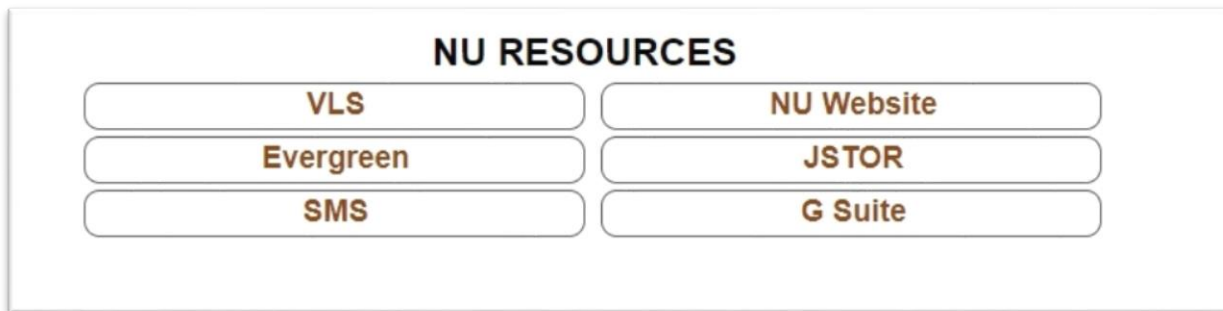 NU RESOURCES
VLS
NU Website
Evergreen
JSTOR
SMS
G Suite